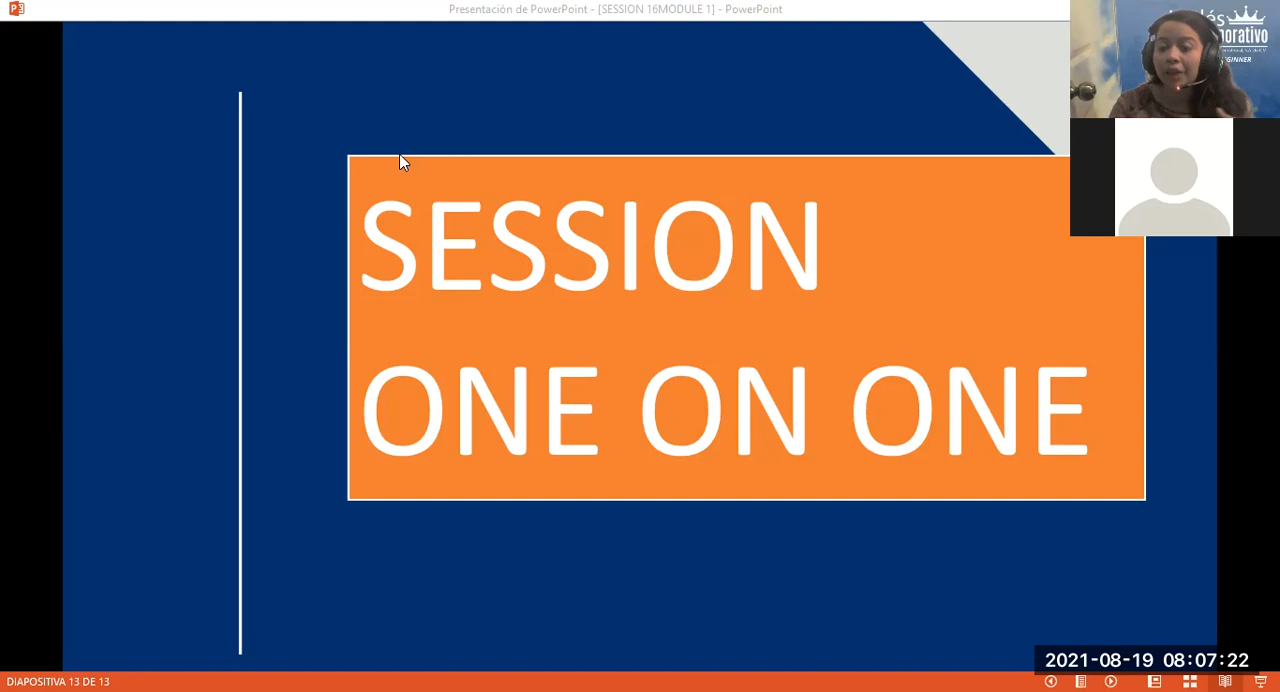 Presentación de PowerPoint - [SESSION 16MODULE 1] - PowerPoint
SESSION
ONE ON ONE
2021-08-19 08:07:22
DIAPOSITIVA 13 DE 13